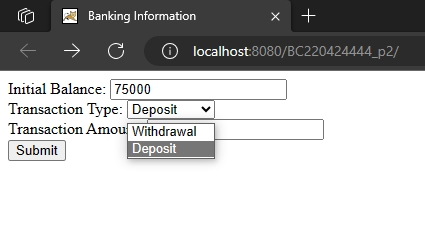 Banking Information
localhost:8080/BC220424444_p2/
Initial Balance: 75000
Transaction Type: Deposit
Transaction Amou
Withdrawal
Deposit
Submit